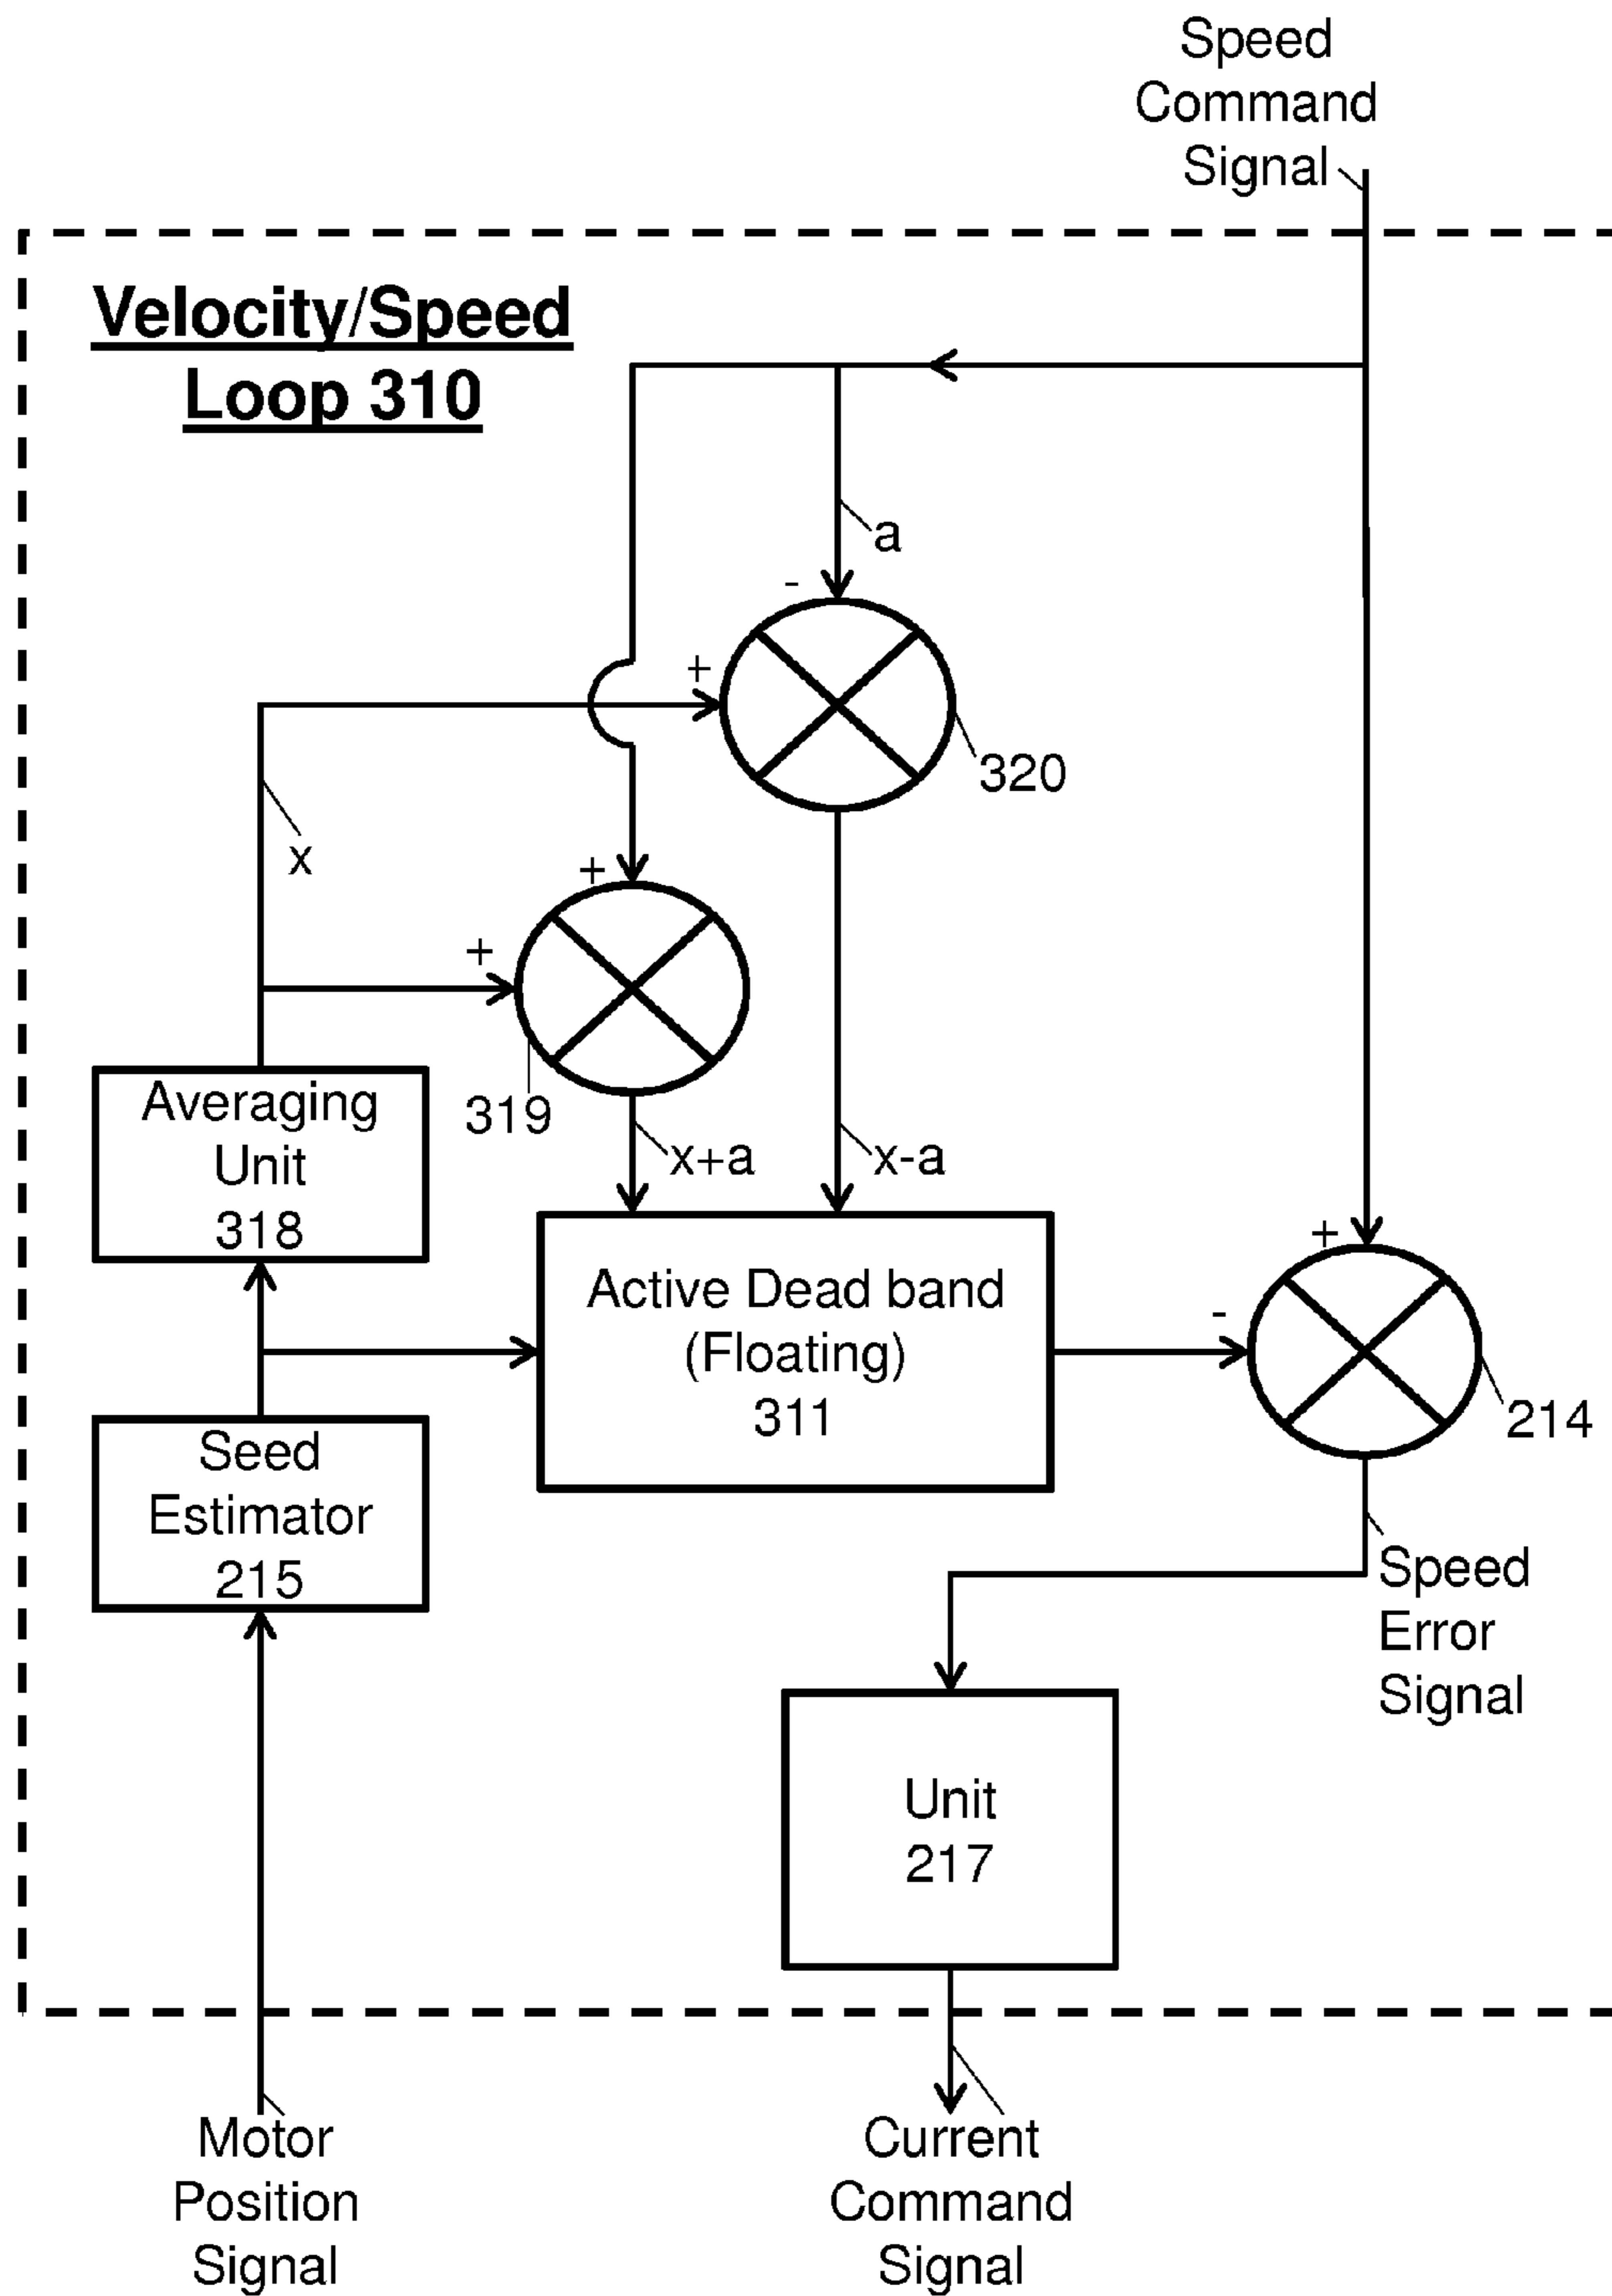 Speed
Command
Signal
Velocity/Speed
Loop 310
a
-
+
320
x
+
+
319
x+a
x-a
Averaging
Unit
318
Active Dead band
(Floating)
311
+
-
214
Seed
Estimator
215
Speed
Error
Signal
Unit
217
Motor
Position
Signal
Current
Command
Signal